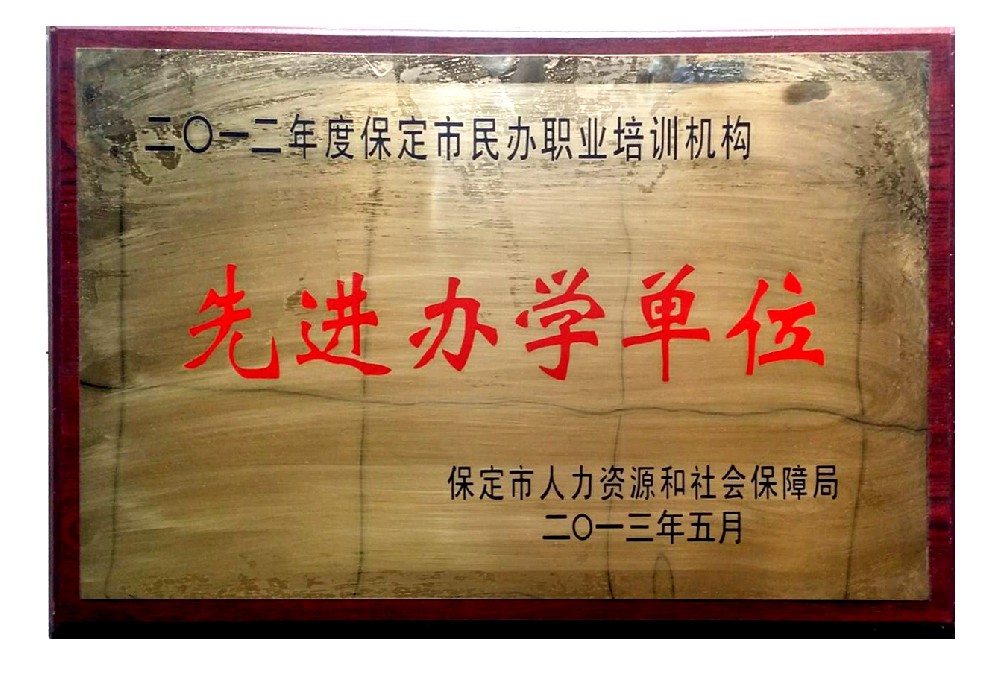 二〇一二年度保定市民办职业培训机构
先进办学单位
保定市人力资源和社会保障局
二〇一三年五月